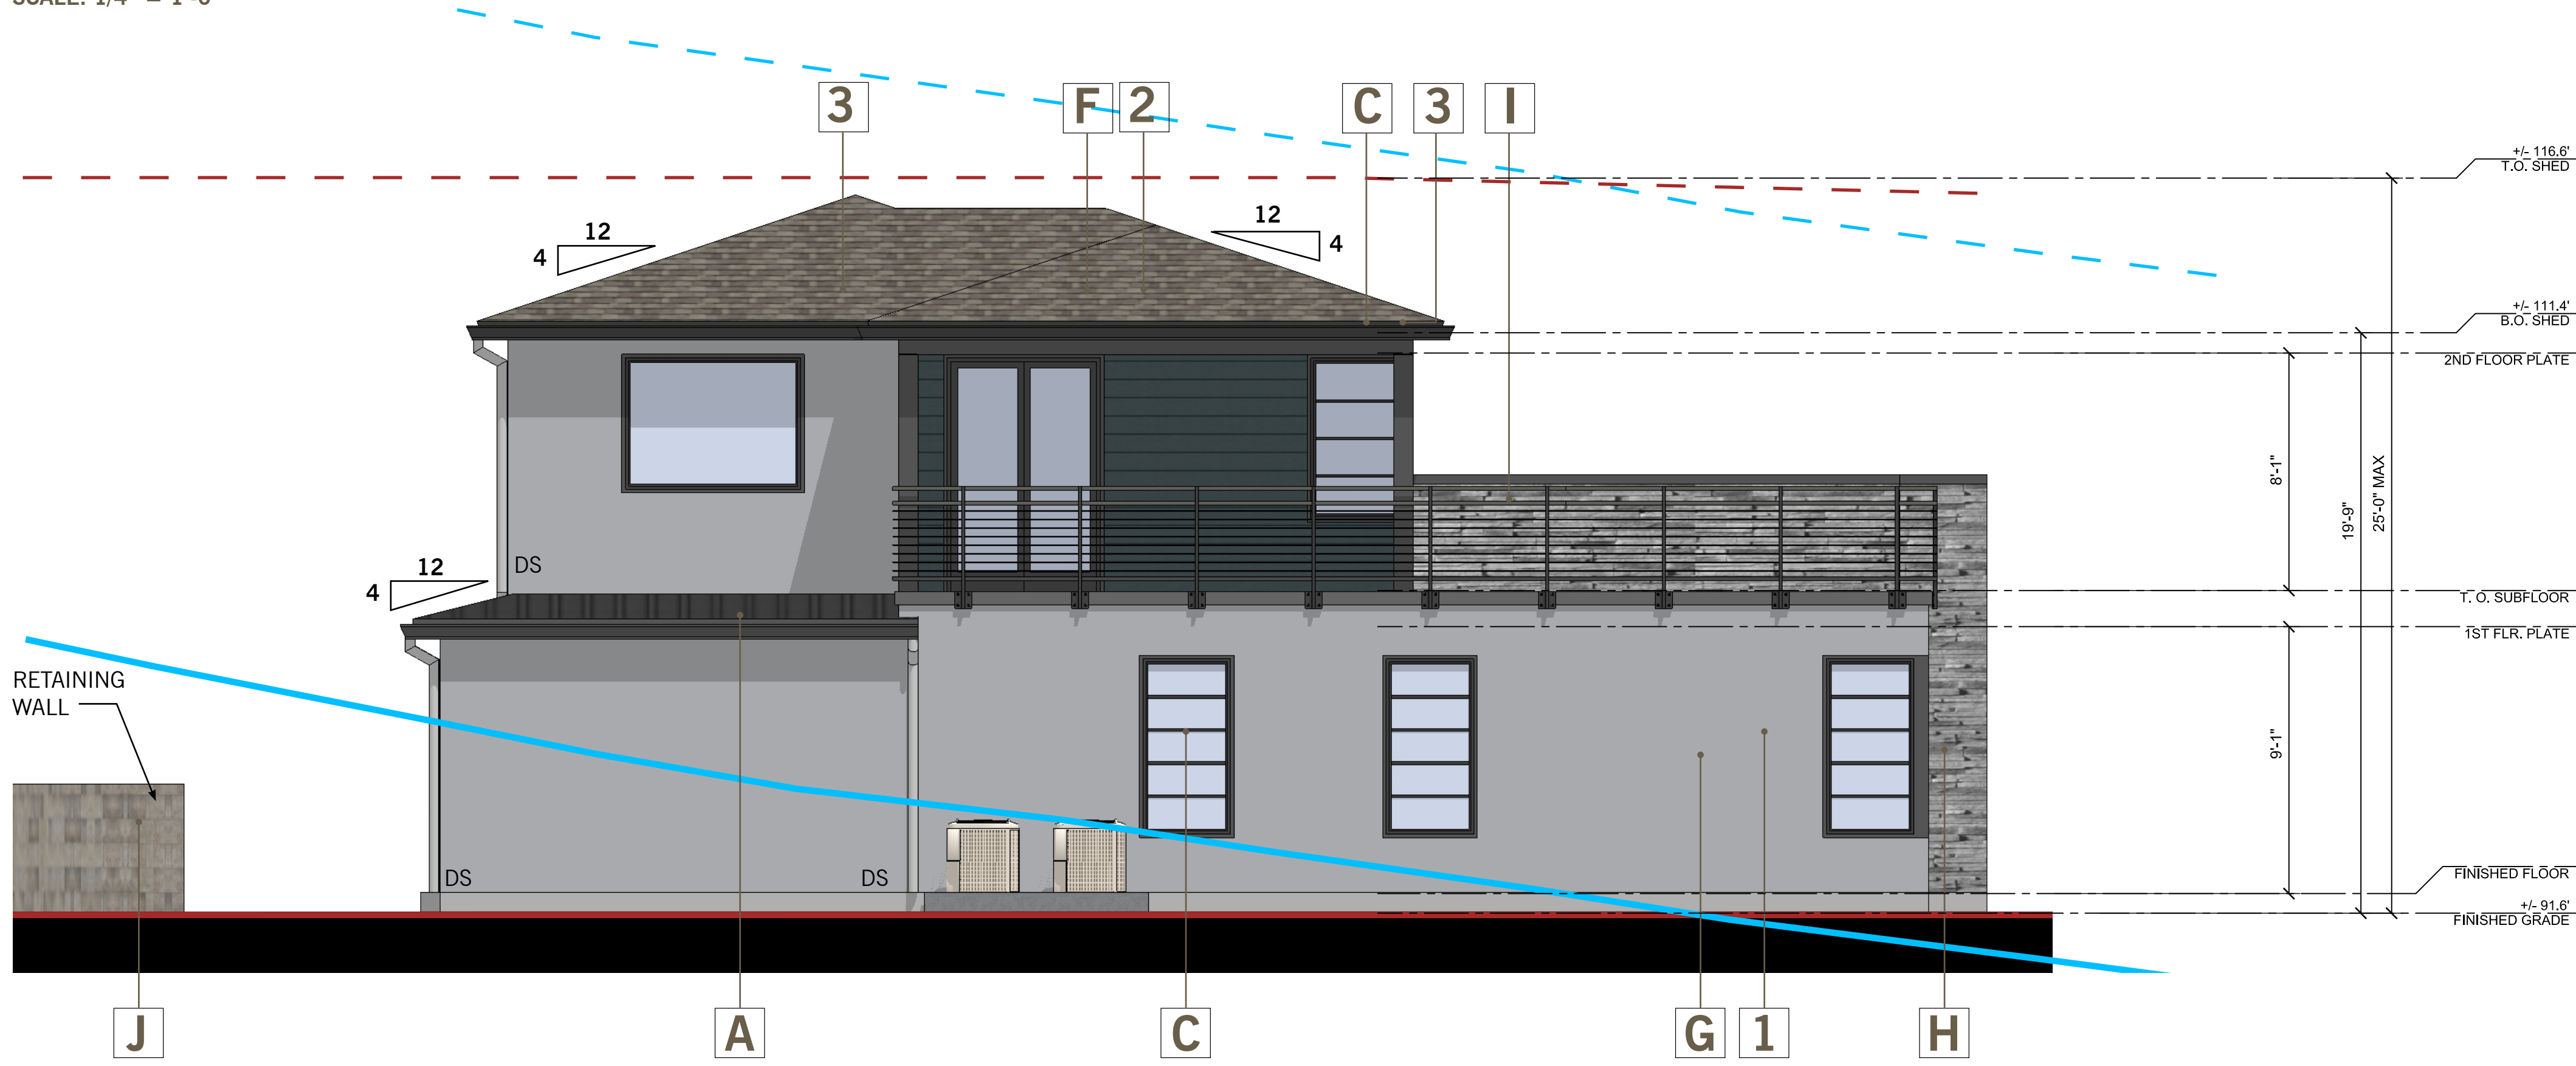 3
F
2
C
3
I
+/- 116.6'
T.O. SHED
12
4
12
4
+/- 111.4'
B.O. SHED
2ND FLOOR PLATE
8'-1"
19'-9"
25'-0" MAX
DS
12
4
T. O. SUBFLOOR
1ST FLR. PLATE
RETAINING
WALL
9'-1"
DS
DS
FINISHED FLOOR
+/- 91.6'
FINISHED GRADE
J
A
C
G
1
H